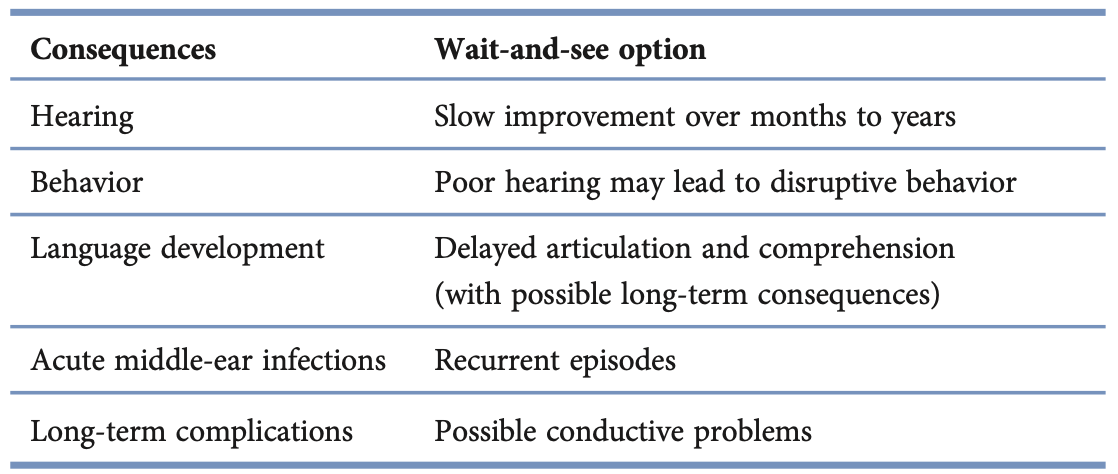 Consequences Wait-and-see option
Hearing Slow improvement over months to years
Behavior Poor hearing may lead to disruptive behavior
Language development Delayed articulation and comprehension
(with possible long-term consequences)
Acute middle-ear infections Recurrent episodes
Long-term complications Possible conductive problems